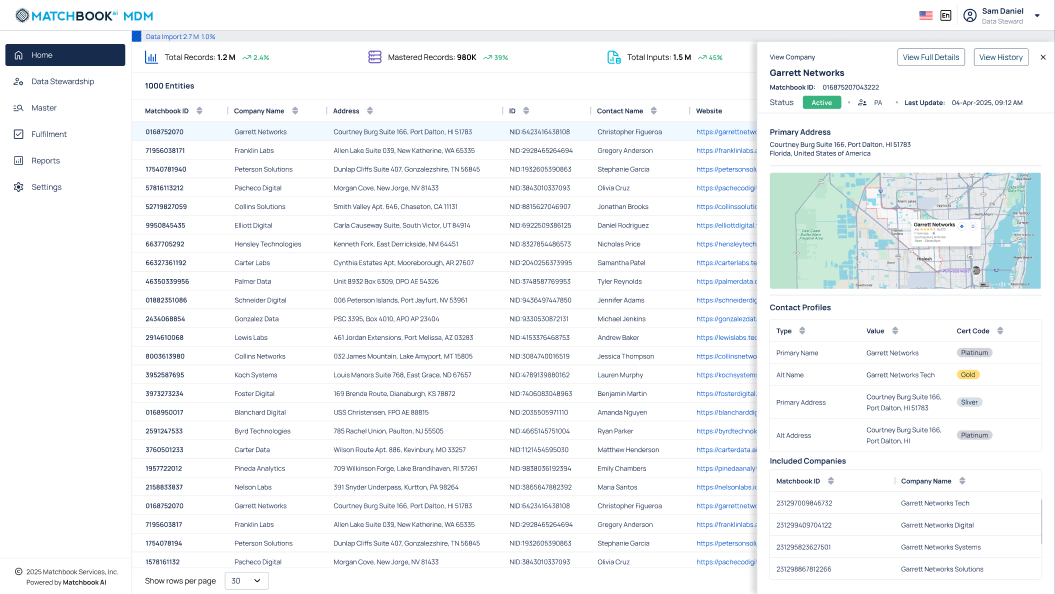 MATCHBOOK AI MDM
En
Sam Daniel
Data Steward
Data Import 2.7 M 1.0%
Home
Data Stewardship
Master
Fulfilment
Reports
Settings
© 2025 Matchbook Services, Inc.
Powered by Matchbook AI
Total Records: 1.2 M 2.4%
Mastered Records: 980K 39%
Total Inputs: 1.5 M 45%
1000 Entities
Matchbook ID Company Name Address ID Contact Name Website
0168752070 Garrett Networks Courtney Burg Suite 166, Port Dalton, HI 51783 NID:6423416438108 Christopher Figueroa https://garrettnetw
71956038171 Franklin Labs Allen Lake Suite 039, New Katherine, WA 65335 NID:2928465264694 Gregory Anderson https://franklinlabs.
17540781940 Peterson Solutions Dunlap Cliffs Suite 407, Gonzalezton, TN 56845 NID:1932605390863 Stephanie Garcia https://petersonsol
57816113212 Pacheco Digital Morgan Cove, New Jorge, NV 81433 NID:3843010337093 Olivia Cruz https://pachecodigi
52719827059 Collins Solutions Smith Valley Apt. 646, Chaseton, CA 11131 NID:8815627046907 Jonathan Brooks https://collinssoluti
9950845435 Elliott Digital Carla Causeway Suite, South Victor, UT 84914 NID:6922509386125 Daniel Rodriguez https://elliottdigital.
6637705292 Hensley Technologies Kenneth Fork, East Derrickside, NM 64451 NID:8327854486573 Nicholas Price https://hensleytech
66327361192 Carter Labs Cynthia Estates Apt, Mooreborough, AR 27607 NID:2040256373995 Samantha Patel https://carterlabs.te
46350339956 Palmer Data Unit 8932 Box 6309, DPO AE 54326 NID:3748587769953 Tyler Reynolds https://palmerdata.c
01882351086 Schneider Digital 006 Peterson Islands, Port Jayfurt, NV 53961 NID:9436497447850 Jennifer Adams https://schneiderdig
2434068854 Gonzalez Data PSC 3395, Box 4010, APO AP 23404 NID:9330530872131 Michael Jenkins https://gonzalezdat
2914610068 Lewis Labs 461 Jordan Extensions, Port Melissa, AZ 03283 NID:4153376468753 Andrew Baker https://lewislabs.tec
8003613980 Collins Networks 032 James Mountain, Lake Amyport, MT 15805 NID:3084740016519 Jessica Thompson https://collinsnetwo
3952587695 Koch Systems Louis Manors Suite 768, East Grace, ND 67657 NID:4789139880162 Lauren Murphy https://kochsystem
3973273234 Foster Digital 169 Brenda Route, Dianaburgh, KS 78872 NID:7406083048963 Benjamin Martin https://fosterdigital.
0168950017 Blanchard Digital USS Christensen, FPO AE 88815 NID:2035505971110 Amanda Nguyen https://blancharddi
2591247533 Byrd Technologies 785 Rachel Union, Paulton, NJ 55505 NID:4665145751004 Ryan Parker https://byrdtechnol
3760501233 Carter Data Wilson Route Apt. 886, Kevinbury, MO 33257 NID:1121454595030 Matthew Henderson https://carterdata.a
1957722012 Pineda Analytics 709 Wilkinson Forge, Lake Brandihaven, RI 37261 NID:9838036192394 Emily Chambers https://pinedaanaly
2158833837 Nelson Labs 391 Snyder Underpass, Kurtton, PA 98264 NID:3865647882392 Maria Santos https://nelsonlabs.i
0168752070 Garrett Networks Courtney Burg Suite 166, Port Dalton, HI 51783 NID:6423416438108 Christopher Figueroa https://garrettnetw
7195603817 Franklin Labs Allen Lake Suite 039, New Katherine, WA 65335 NID:2928465264694 Gregory Anderson https://franklinlabs.
1754078194 Peterson Solutions Dunlap Cliffs Suite 407, Gonzalezton, TN 56845 NID:1932605390863 Stephanie Garcia https://petersonsol
1578161132 Pacheco Digital Morgan Cove, New Jorge, NV 81433 NID:3843010337093 Olivia Cruz https://pachecodigi
Show rows per page 30
View Company
View Full Details
View History
Garrett Networks
Matchbook ID: 016875207043222
Status Active • PA • Last Update: 04-Apr-2025, 09:12 AM
Primary Address
Courtney Burg Suite 166, Port Dalton, HI 51783
Florida, United States of America
Garrett Networks
Hialeah
Contact Profiles
Type Value Cert Code
Primary Name Garrett Networks Platinum
Alt Name Garrett Networks Tech Gold
Primary Address Courtney Burg Suite 166, Port Dalton, HI 51783 Sliver
Alt Address Courtney Burg Suite 166, Port Dalton, HI Platinum
Included Companies
Matchbook ID Company Name
231297009846732 Garrett Networks Tech
231299409704122 Garrett Networks Digital
231295823627501 Garrett Networks Systems
231298867812266 Garrett Networks Solutions